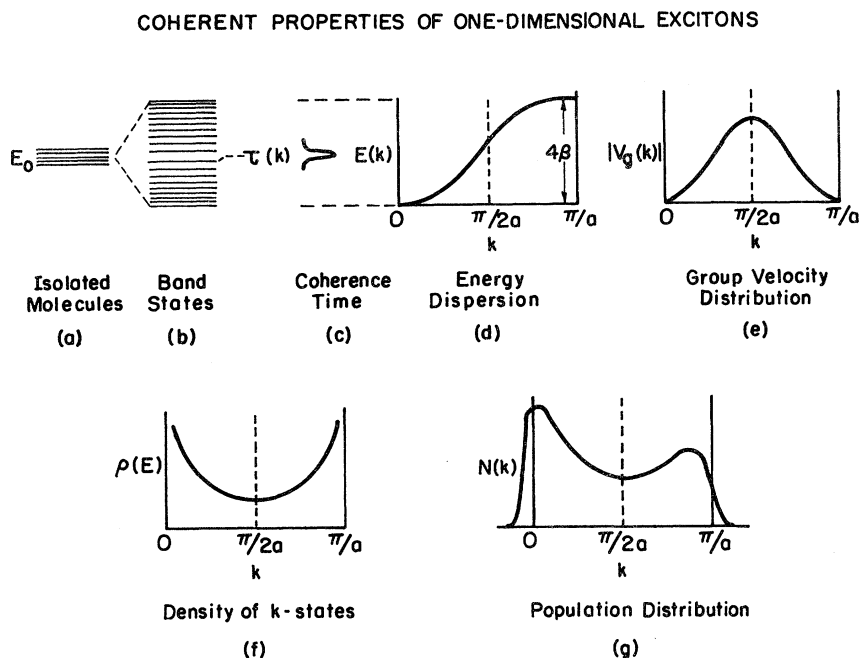 COHERENT PROPERTIES OF ONE-DIMENSIONAL EXCITONS
E₀
τ(k)
E(k)
4β
0
π/2a
π/a
k
|Vg(k)|
0
π/2a
π/a
k
Isolated
Molecules
(a)
Band
States
(b)
Coherence
Time
(c)
Energy
Dispersion
(d)
Group Velocity
Distribution
(e)
ρ(E)
0
π/2a
π/a
k
Density of k-states
(f)
N(k)
0
π/2a
π/a
k
Population Distribution
(g)